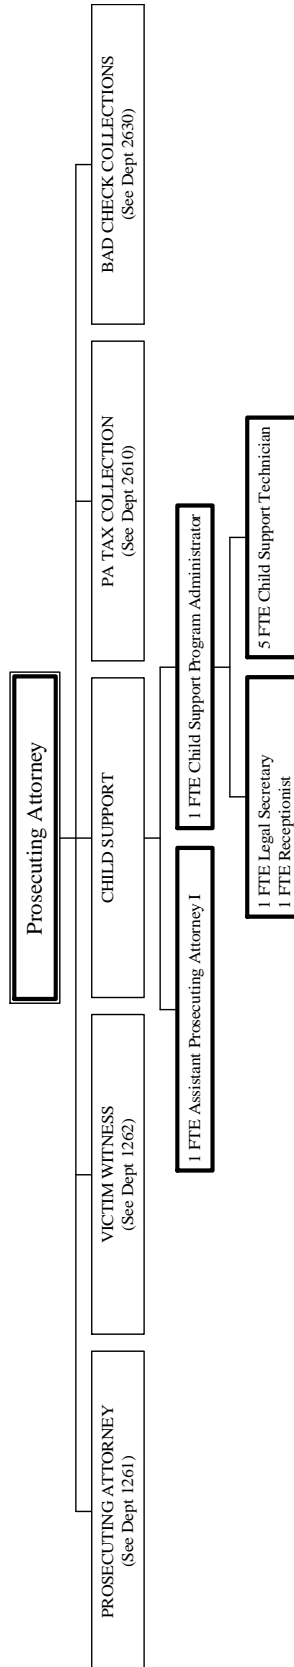 Prosecuting Attorney
PROSECUTING ATTORNEY
(See Dept 1261)
VICTIM WITNESS
(See Dept 1262)
CHILD SUPPORT
PA TAX COLLECTION
(See Dept 2610)
BAD CHECK COLLECTIONS
(See Dept 2630)
1 FTE Assistant Prosecuting Attorney I
1 FTE Child Support Program Administrator
1 FTE Legal Secretary
1 FTE Receptionist
5 FTE Child Support Technician